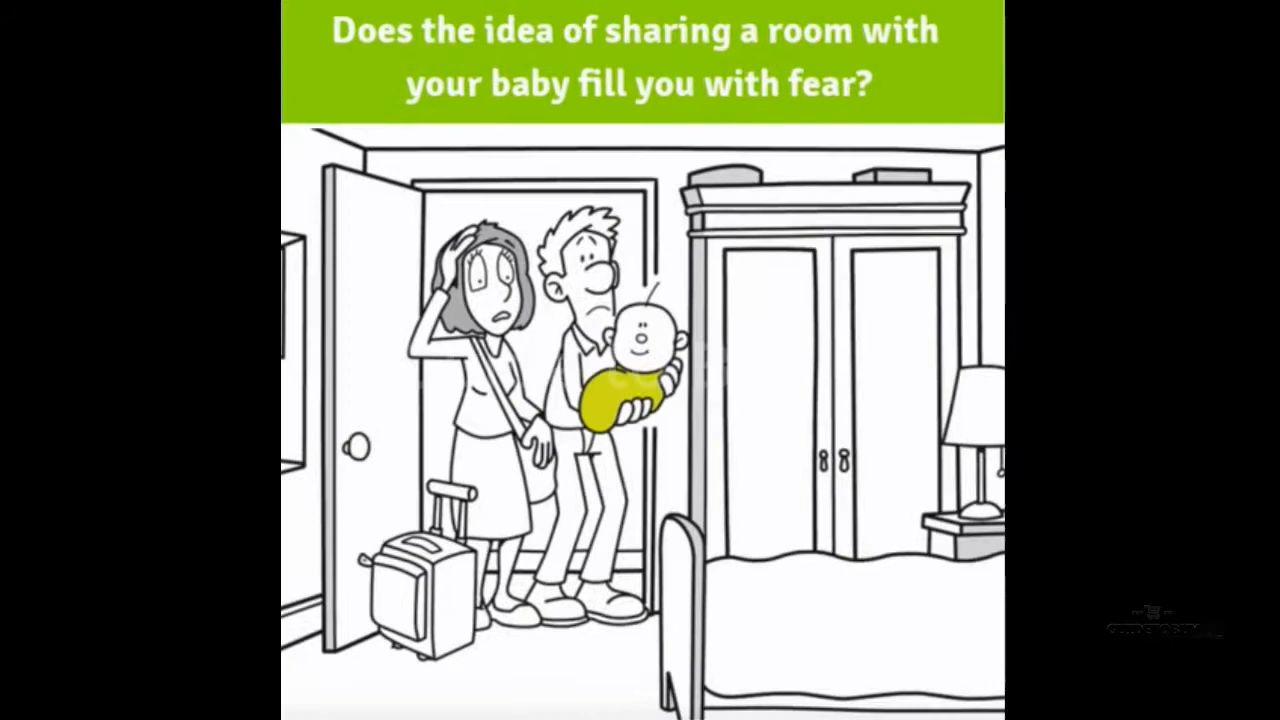 Does the idea of sharing a room with
your baby fill you with fear?